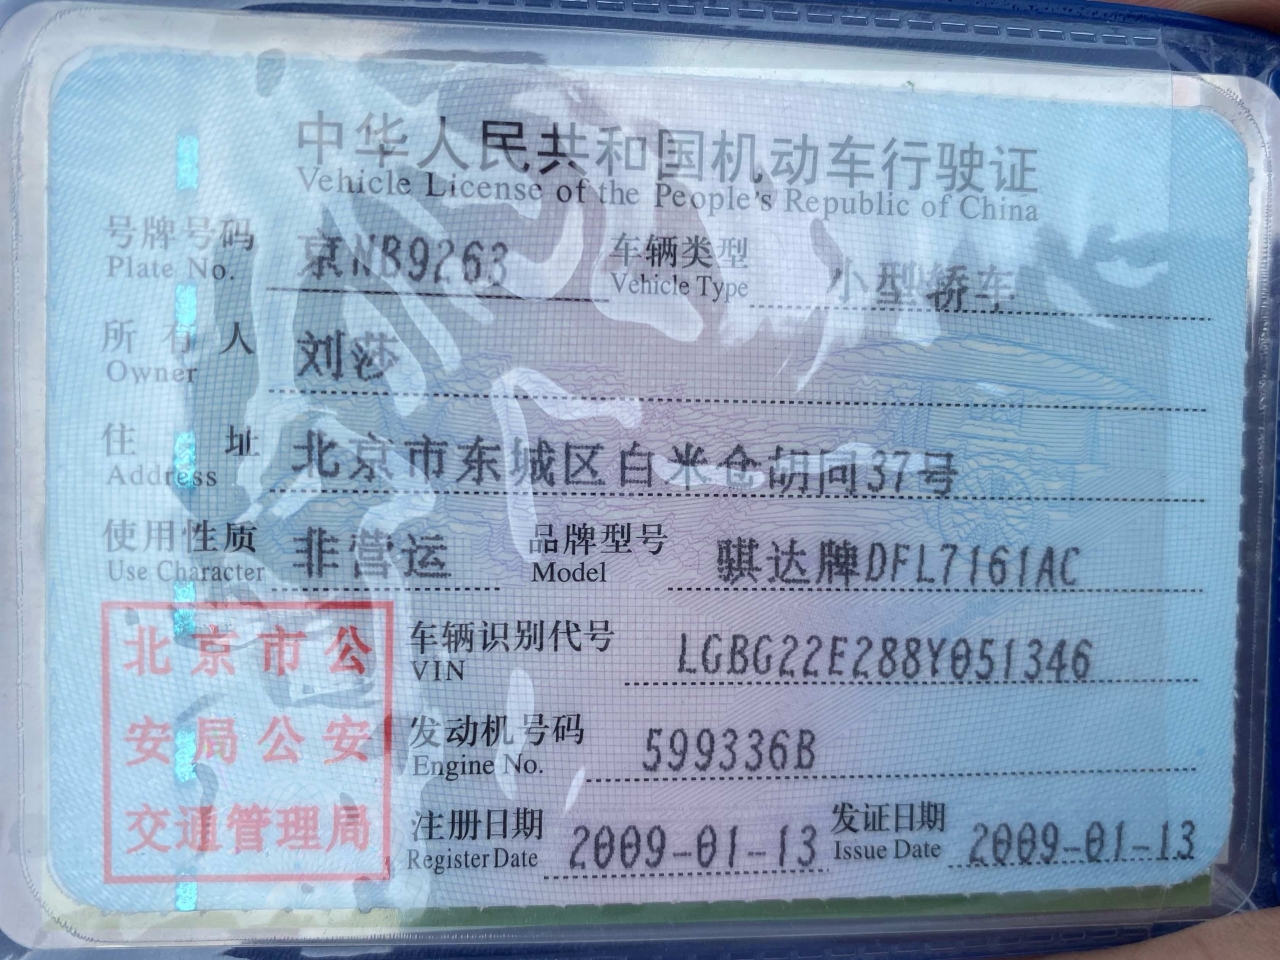 中华人民共和国机动车行驶证
Vehicle License of the People's Republic of China
号牌号码 京NB9263 车辆类型 小型轿车
Plate No. Vehicle Type
所有人 刘莎
Owner
住址 北京市东城区白米仓胡同37号
Address
使用性质 非营运 品牌型号 骐达牌DFL7161AC
Use Character Model
车辆识别代号 LGBG22E288Y051346
VIN
发动机号码 599336B
Engine No.
注册日期 2009-01-13 发证日期 2009-01-13
Register Date Issue Date
北京市公
安局公安
交通管理局